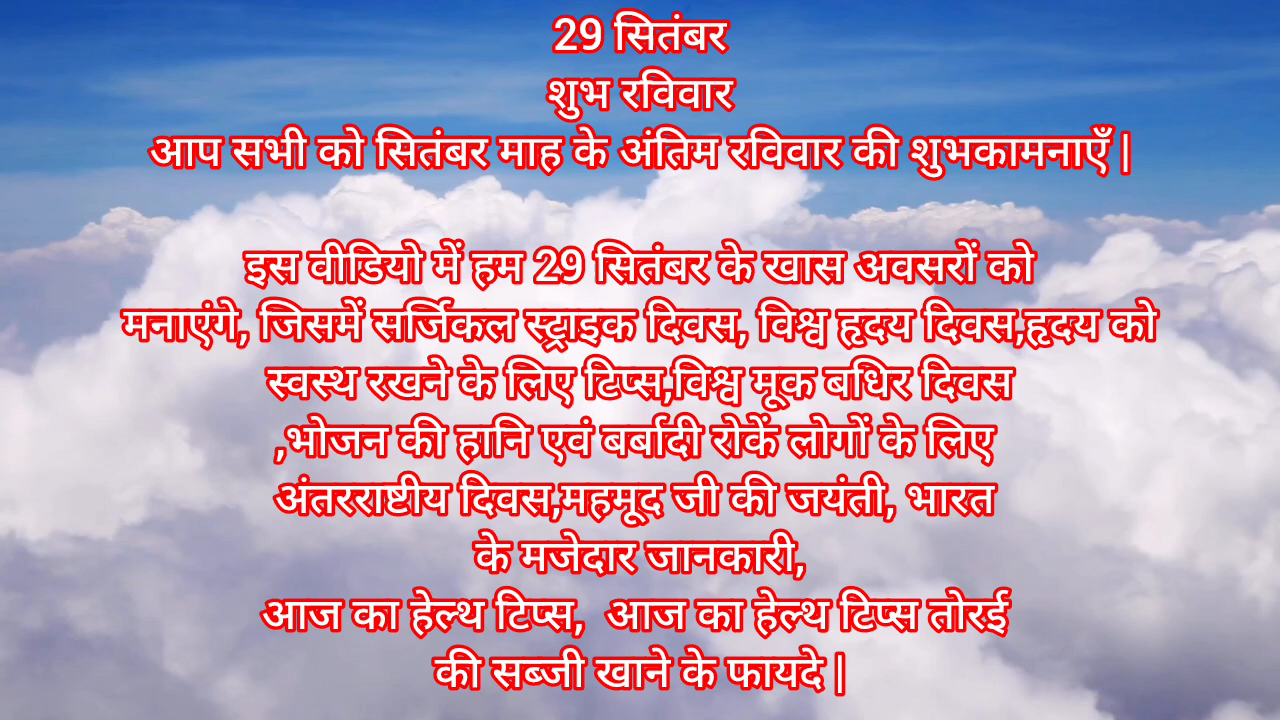 29 सितंबर
शुभ रविवार
आप सभी को सितंबर माह के अंतिम रविवार की शुभकामनाएँ |
इस वीडियो में हम 29 सितंबर के खास अवसरों को
मनाएंगे, जिसमें सर्जिकल स्ट्राइक दिवस, विश्व हृदय दिवस,हृदय को
स्वस्थ रखने के लिए टिप्स,विश्व मूक बधिर दिवस
,भोजन की हानि एवं बर्बादी रोकें लोगों के लिए
अंतरराष्टीय दिवस,महमूद जी की जयंती, भारत
के मजेदार जानकारी,
आज का हेल्थ टिप्स, आज का हेल्थ टिप्स तोरई
की सब्जी खाने के फायदे |